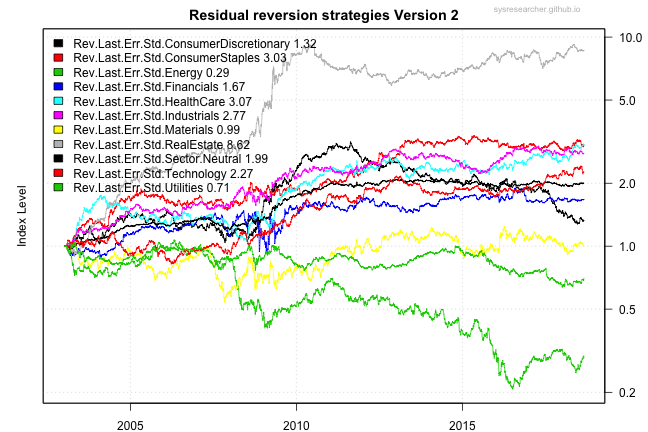 Residual reversion strategies Version 2
sysresearcher.github.io
Rev.Last.Err.Std.ConsumerDiscretionary 1.32
Rev.Last.Err.Std.ConsumerStaples 3.03
Rev.Last.Err.Std.Energy 0.29
Rev.Last.Err.Std.Financials 1.67
Rev.Last.Err.Std.HealthCare 3.07
Rev.Last.Err.Std.Industrials 2.77
Rev.Last.Err.Std.Materials 0.99
Rev.Last.Err.Std.RealEstate 8.62
Rev.Last.Err.Std.Sector.Neutral 1.99
Rev.Last.Err.Std.Technology 2.27
Rev.Last.Err.Std.Utilities 0.71
Index Level
10.0
5.0
2.0
1.0
0.5
0.2
2005
2010
2015